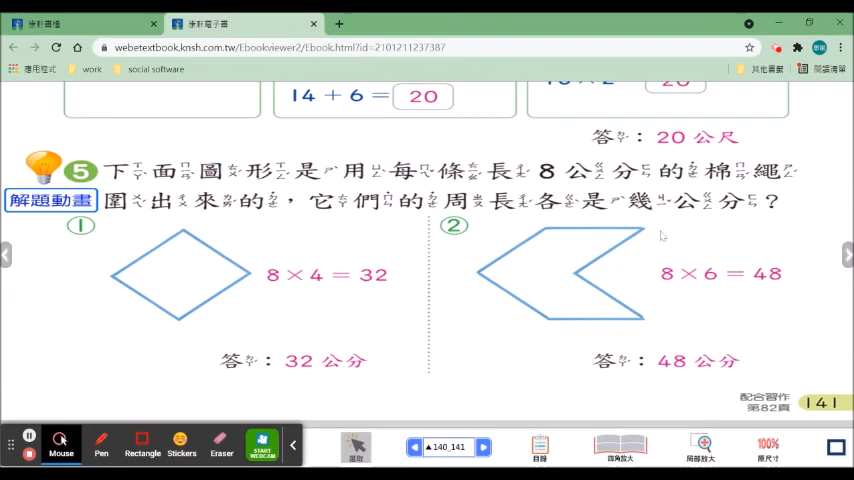 康軒書櫃
康軒電子書
webetextbook.knsh.com.tw/Ebookviewer2/Ebook.html?id=2101211237387
應用程式 work social software 其他書籤 閱讀清單
14 + 6 = 20
20
答：20 公尺
5 下面圖形是用每條長 8 公分的棉繩
解題動畫 圍出來的，它們的周長各是幾公分？
① ②
8 × 4 = 32
8 × 6 = 48
答：32 公分
答：48 公分
配合習作
第82頁
141
Mouse Pen Rectangle Stickers Eraser START WEBCAM
選取 ▲140_141 目錄 四角放大 局部放大 100% 原尺寸